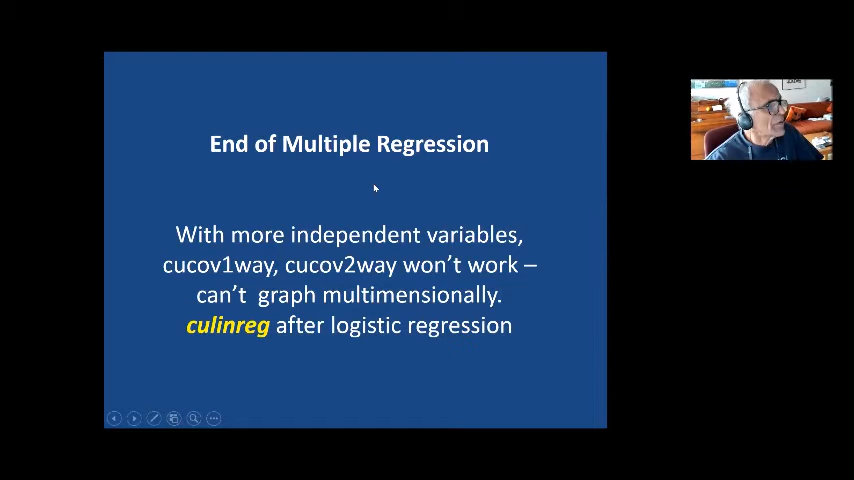 End of Multiple Regression
With more independent variables,
cucov1way, cucov2way won't work –
can't graph multimensionally.
culinreg after logistic regression